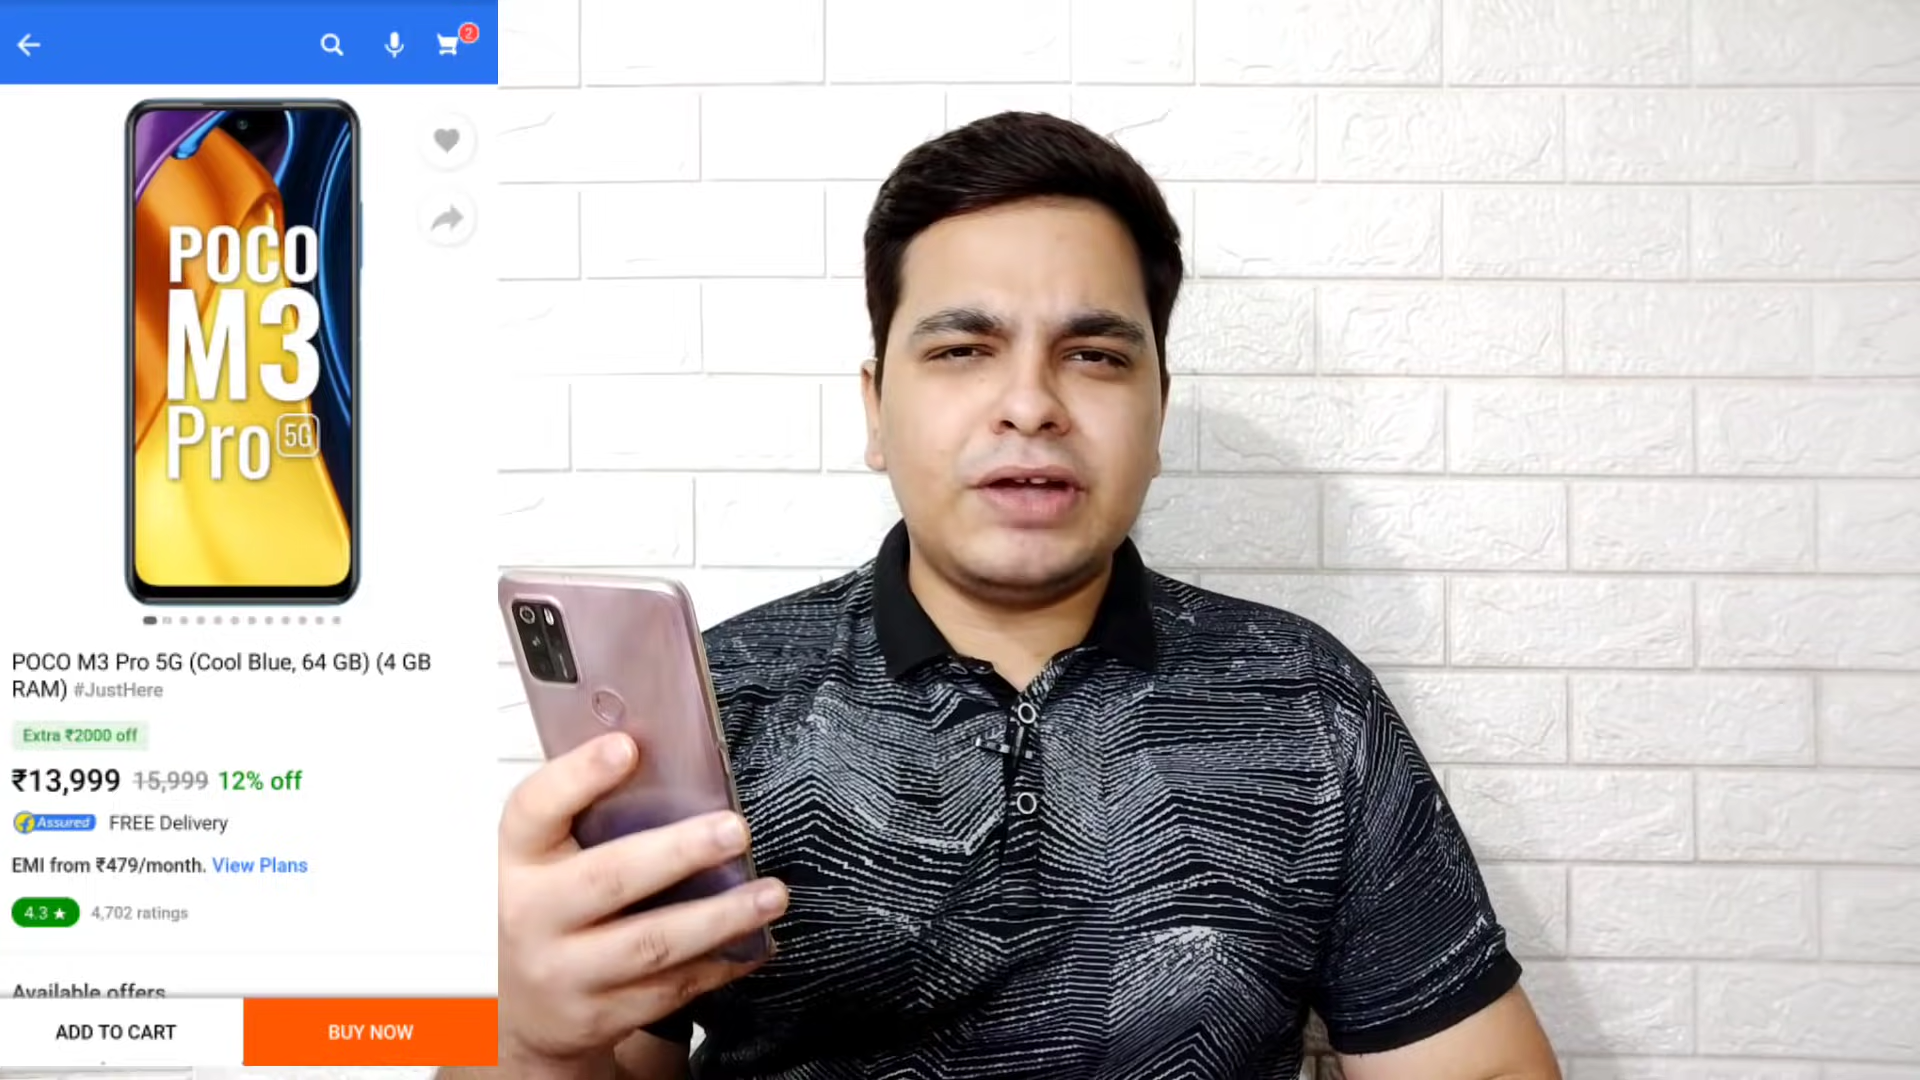 2
POCO
M3
Pro 5G
POCO M3 Pro 5G (Cool Blue, 64 GB) (4 GB
RAM) #JustHere
Extra ₹2000 off
₹13,999 15,999 12% off
Assured FREE Delivery
EMI from ₹479/month. View Plans
4.3 ★ 4,702 ratings
Available offers
ADD TO CART BUY NOW